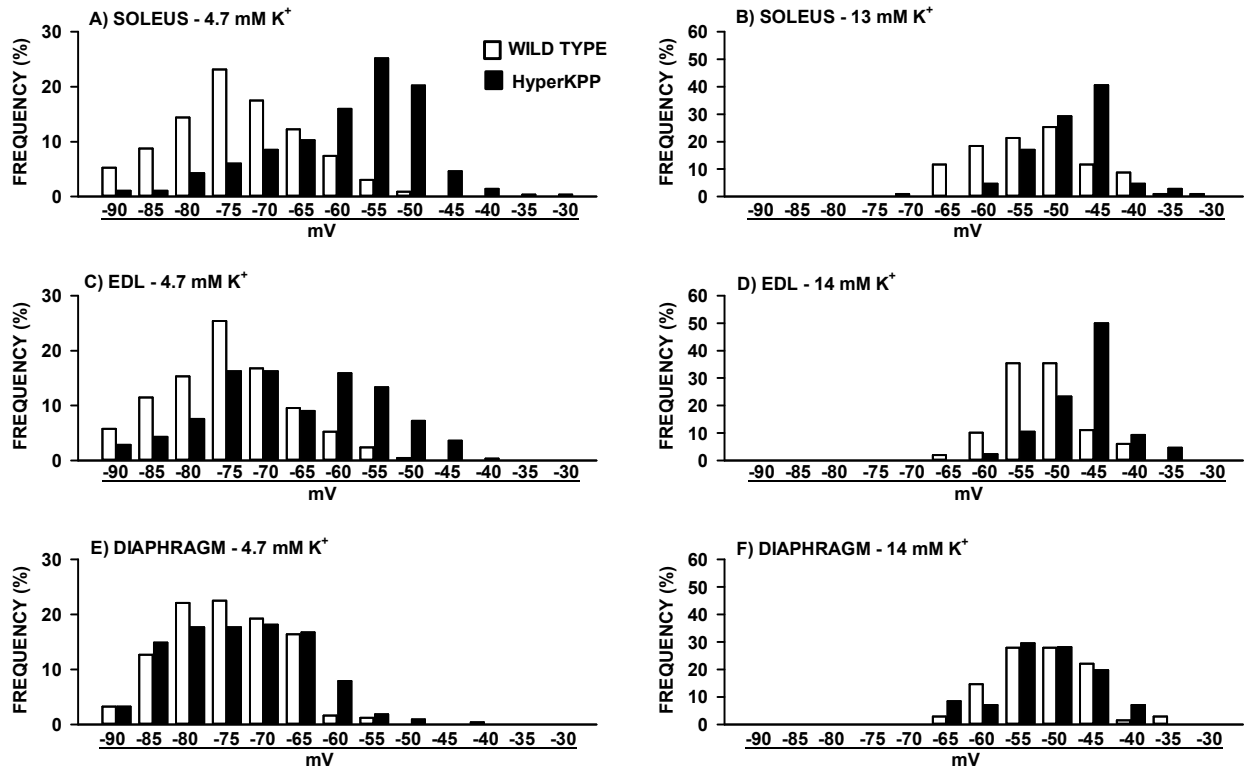 A) SOLEUS - 4.7 mM K⁺
FREQUENCY (%)
30
20
10
0
WILD TYPE
HyperKPP
-90 -85 -80 -75 -70 -65 -60 -55 -50 -45 -40 -35 -30
mV
B) SOLEUS - 13 mM K⁺
FREQUENCY (%)
60
50
40
30
20
10
0
-90 -85 -80 -75 -70 -65 -60 -55 -50 -45 -40 -35 -30
mV
C) EDL - 4.7 mM K⁺
FREQUENCY (%)
30
20
10
0
-90 -85 -80 -75 -70 -65 -60 -55 -50 -45 -40 -35 -30
mV
D) EDL - 14 mM K⁺
FREQUENCY (%)
60
50
40
30
20
10
0
-90 -85 -80 -75 -70 -65 -60 -55 -50 -45 -40 -35 -30
mV
E) DIAPHRAGM - 4.7 mM K⁺
FREQUENCY (%)
30
20
10
0
-90 -85 -80 -75 -70 -65 -60 -55 -50 -45 -40 -35 -30
mV
F) DIAPHRAGM - 14 mM K⁺
FREQUENCY (%)
60
50
40
30
20
10
0
-90 -85 -80 -75 -70 -65 -60 -55 -50 -45 -40 -35 -30
mV